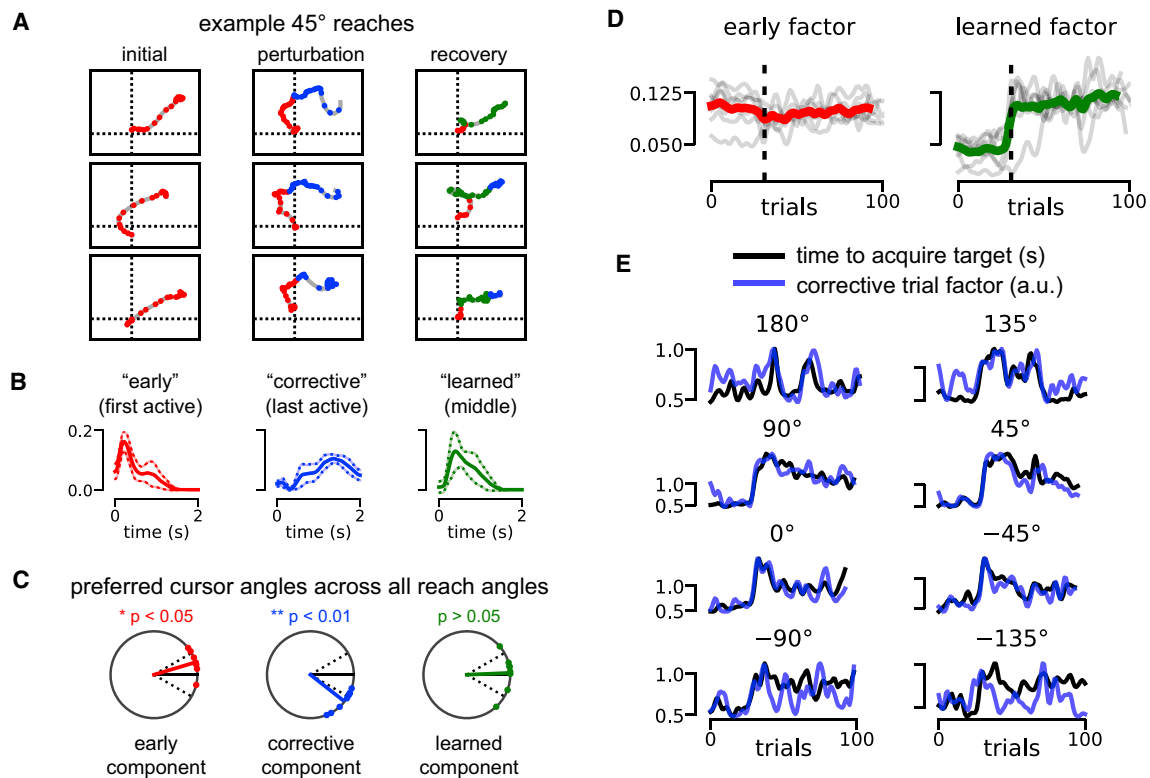 A
example 45° reaches
initial
perturbation
recovery
B
“early”
(first active)
“corrective”
(last active)
“learned”
(middle)
0.2
0.0
0
2
time (s)
0
2
time (s)
0
2
time (s)
C
preferred cursor angles across all reach angles
* p < 0.05
** p < 0.01
p > 0.05
early
component
corrective
component
learned
component
D
early factor
learned factor
0.125
0.050
0
100
trials
0
100
trials
E
time to acquire target (s)
corrective trial factor (a.u.)
180°
135°
1.0
0.5
90°
45°
1.0
0.5
0°
−45°
1.0
0.5
−90°
−135°
1.0
0.5
0
100
trials
0
100
trials